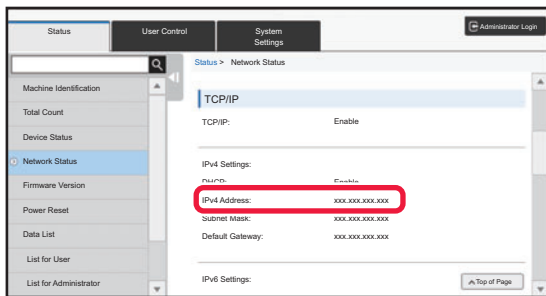 Status
User Control
System
Settings
Administrator Login
Status > Network Status
Machine Identification
Total Count
Device Status
Network Status
Firmware Version
Power Reset
Data List
List for User
List for Administrator
TCP/IP
TCP/IP: Enable
IPv4 Settings:
DHCP: Enable
IPv4 Address: xxx.xxx.xxx.xxx
Subnet Mask: xxx.xxx.xxx.xxx
Default Gateway: xxx.xxx.xxx.xxx
IPv6 Settings:
Top of Page